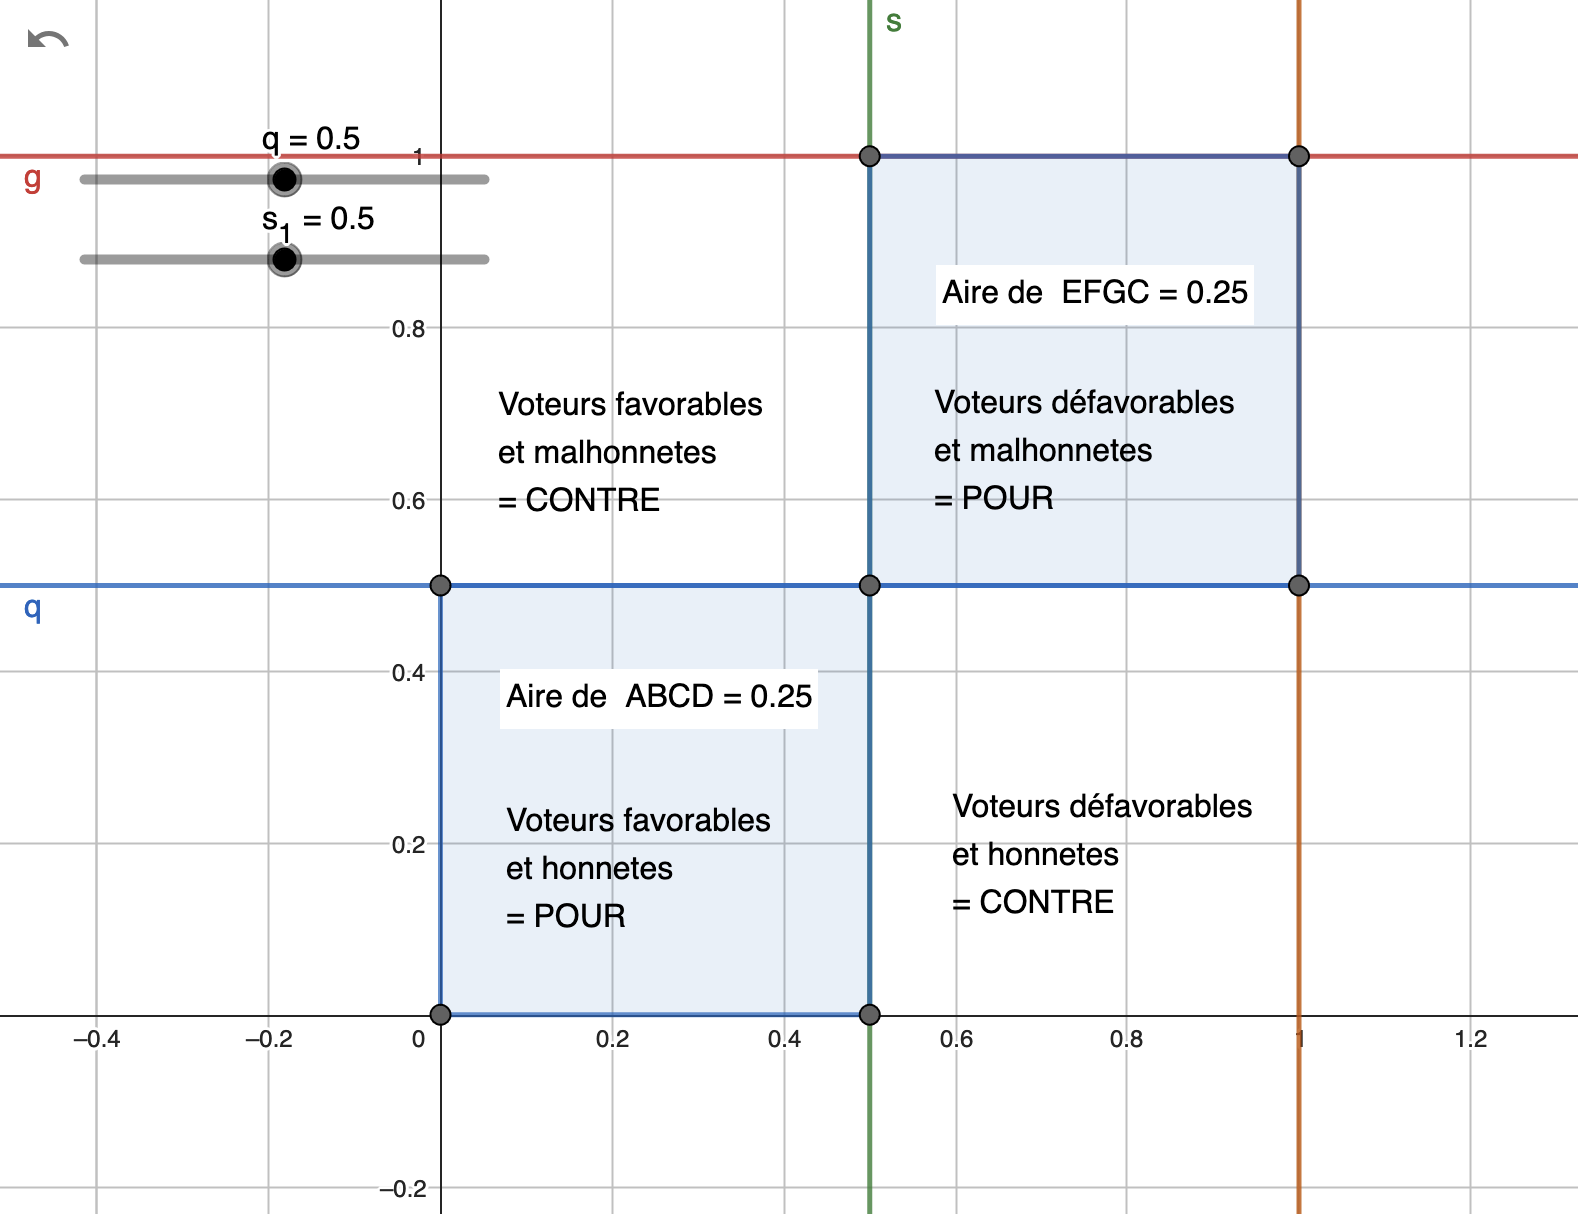 s
q = 0.5
1
g
s₁ = 0.5
Aire de EFGC = 0.25
0.8
Voteurs favorables
et malhonnetes
= CONTRE
Voteurs défavorables
et malhonnetes
= POUR
0.6
q
0.4
Aire de ABCD = 0.25
Voteurs favorables
et honnetes
= POUR
Voteurs défavorables
et honnetes
= CONTRE
0.2
–0.4 –0.2 0 0.2 0.4 0.6 0.8 1 1.2
–0.2